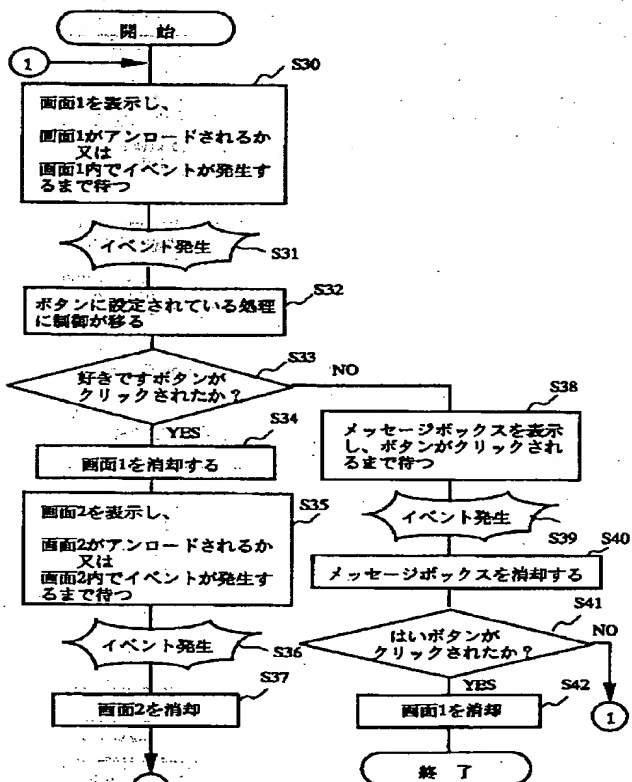 開 始
1
S30
画面1を表示し、
画面1がアンロードされるか
又は
画面1内でイベントが発生す
るまで待つ
イベント発生
S31
S32
ボタンに設定されている処理
に制御が移る
S33
好きですボタンが
クリックされたか?
NO
YES
S34
画面1を消却する
S35
画面2を表示し、
画面2がアンロードされるか
又は
画面2内でイベントが発生す
るまで待つ
イベント発生
S36
S37
画面2を消却
S38
メッセージボックスを表示
し、ボタンがクリックされ
るまで待つ
イベント発生
S39
S40
メッセージボックスを消却する
S41
はいボタンが
クリックされたか?
NO
YES
S42
画面1を消却
1
終 了